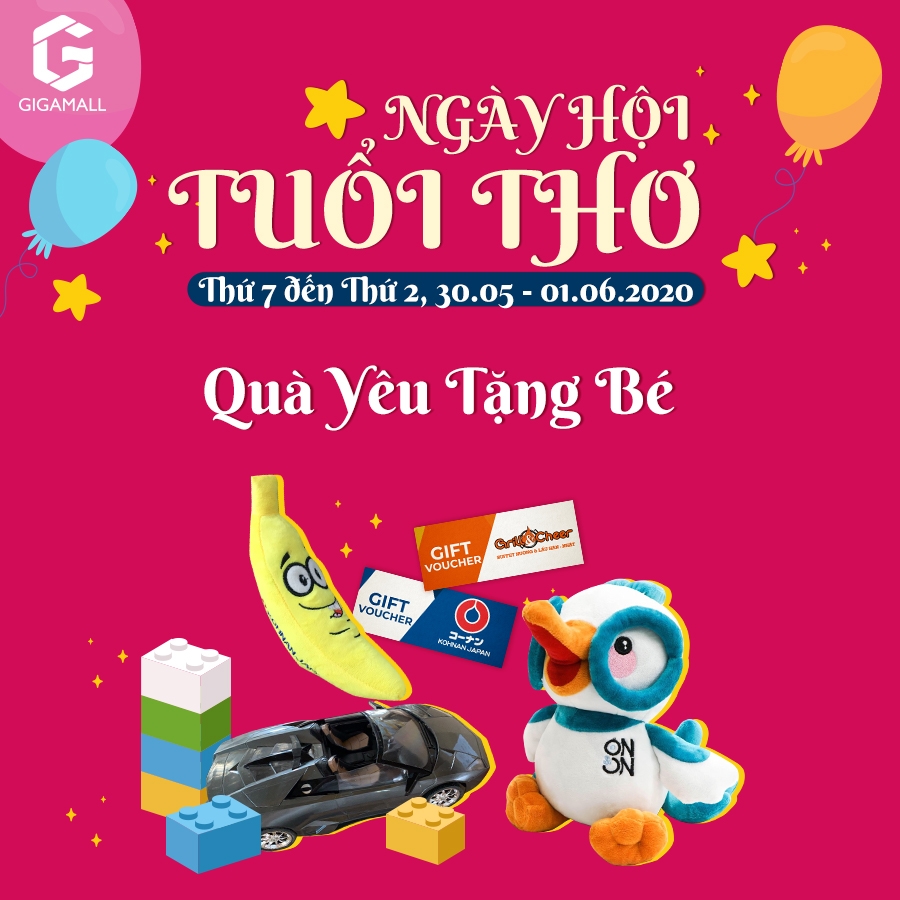 GIGAMALL
NGÀY HỘI
TUỔI THƠ
Thứ 7 đến Thứ 2, 30.05 - 01.06.2020
Quà Yêu Tặng Bé
GIFT
VOUCHER
Grill & Cheer
GIFT
VOUCHER
コーナン
KOHNAN JAPAN
ON
ON